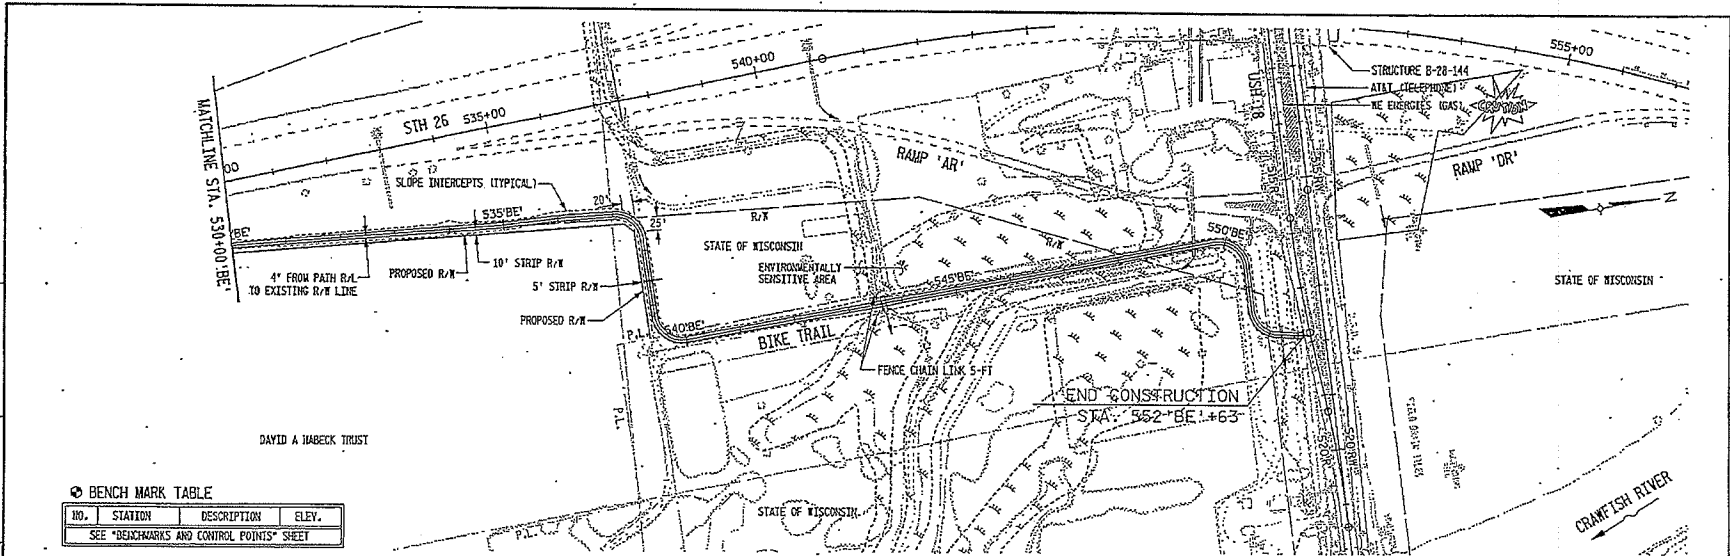 555+00
540+00
STRUCTURE B-28-144
AT&T (TELEPHONE)
WE ENERGIES (GAS)
CAUTION
USH 18
MATCHLINE STA. 530+00'BE'
STH 26
535+00
00
RAMP 'AR'
RAMP 'DR'
SLOPE INTERCEPTS (TYPICAL)
20'
535'BE'
25'
R/W
N
'BE'
STATE OF WISCONSIN
R/W
550'BE'
4' FROM PATH R/L
TO EXISTING R/W LINE
PROPOSED R/W
10' STRIP R/W
ENVIRONMENTALLY
SENSITIVE AREA
545'BE'
STATE OF WISCONSIN
5' STRIP R/W
PROPOSED R/W
540'BE'
P.L.
BIKE TRAIL
FENCE CHAIN LINK 5-FT
END CONSTRUCTION
STA. 552'BE'+63
P.L.
DAVID A HABECK TRUST
BENCH MARK TABLE
NO. STATION DESCRIPTION ELEV.
SEE "BENCHMARKS AND CONTROL POINTS" SHEET
STATE OF WISCONSIN
P.L.
CRAWFISH RIVER